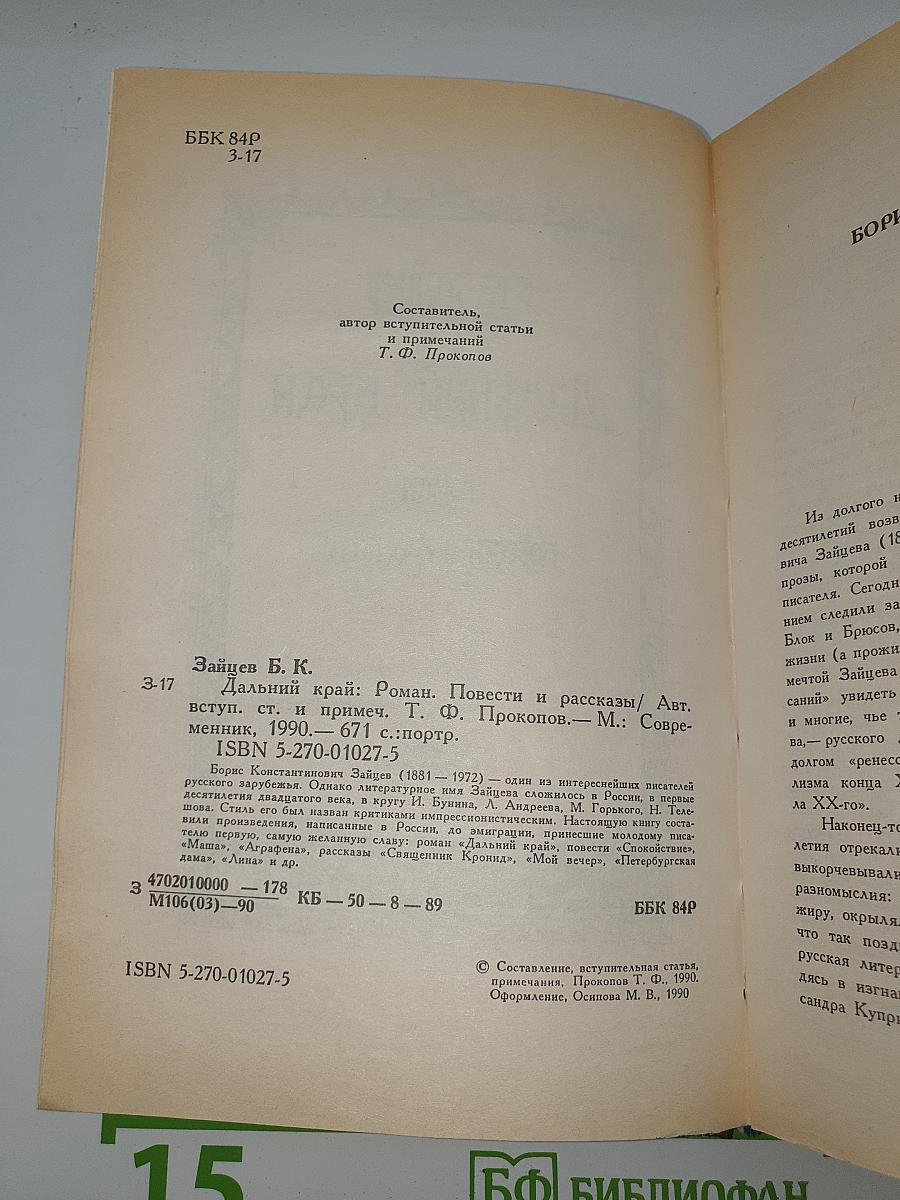 ББК 84Р
З-17
Составитель,
автор вступительной статьи
и примечаний
Т. Ф. Прокопов
Зайцев Б. К.
З-17 Дальний край: Роман. Повести и рассказы/ Авт.
вступ. ст. и примеч. Т. Ф. Прокопов.— М.: Совре-
менник, 1990.— 671 с.:портр.
ISBN 5-270-01027-5
Борис Константинович Зайцев (1881 — 1972) — один из интереснейших писателей
русского зарубежья. Однако литературное имя Зайцева сложилось в России, в первые
десятилетия двадцатого века, в кругу И. Бунина, Л. Андреева, М. Горького, Н. Теле-
шова. Стиль его был назван критиками импрессионистическим. Настоящую книгу соста-
вили произведения, написанные в России, до эмиграции, принесшие молодому писа-
телю первую, самую желанную славу: роман «Дальний край», повести «Спокойствие»,
«Маша», «Аграфена», рассказы «Священник Кронид», «Мой вечер», «Петербургская
дама», «Лина» и др.
З 4702010000 — 178
М106(03)—90
КБ — 50 — 8 — 89
ББК 84Р
ISBN 5-270-01027-5
© Составление, вступительная статья,
примечания, Прокопов Т. Ф., 1990.
Оформление, Осипова М. В., 1990
БОРИ
Из долгого
десятилетий возв
вича Зайцева (18
прозы, которой
писателя. Сегодн
нием следили за
Блок и Брюсов,
жизни (а прожи
мечтой Зайцева
саний» увидеть
и многие, чье
ва,— русского
долгом «ренесс
лизма конца
ла XX-го».
Наконец-то
летия отрекали
выкорчевывали
разномыслия:
жиру, окрыля
что так позд
русская литер
дясь в изгна
сандра Купри
15
БФ БИБЛИОФАН